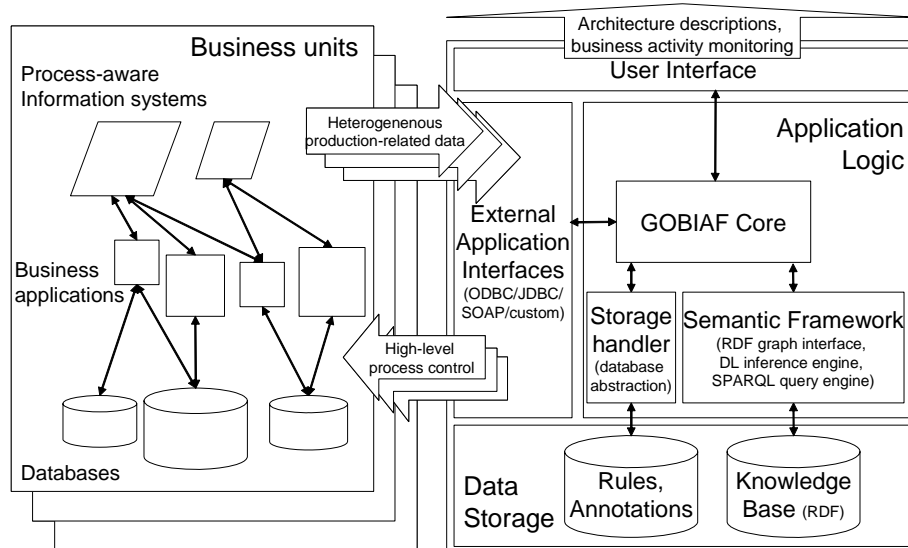 Business units
Process-aware
Information systems
Business
applications
Databases
Heterogenenous
production-related data
High-level
process control
Architecture descriptions,
business activity monitoring
User Interface
External
Application
Interfaces
(ODBC/JDBC/
SOAP/custom)
Application
Logic
GOBIAF Core
Storage
handler
(database
abstraction)
Semantic Framework
(RDF graph interface,
DL inference engine,
SPARQL query engine)
Data
Storage
Rules,
Annotations
Knowledge
Base (RDF)